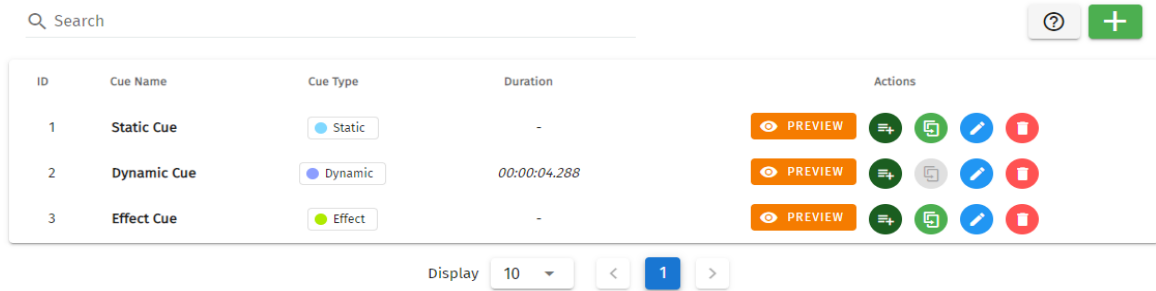 Search
ID Cue Name Cue Type Duration Actions
1 Static Cue Static - PREVIEW
2 Dynamic Cue Dynamic 00:00:04.288 PREVIEW
3 Effect Cue Effect - PREVIEW
Display 10 < 1 >